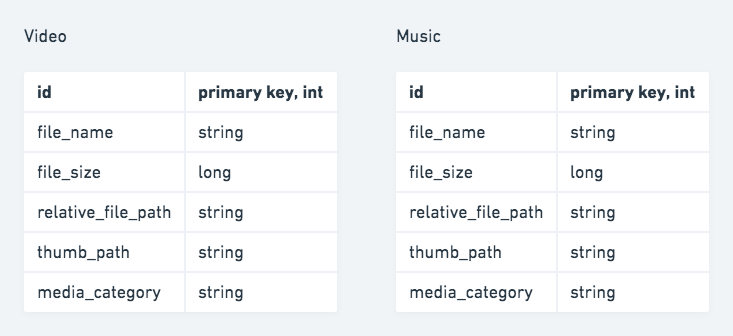 Video
id primary key, int
file_name string
file_size long
relative_file_path string
thumb_path string
media_category string
Music
id primary key, int
file_name string
file_size long
relative_file_path string
thumb_path string
media_category string